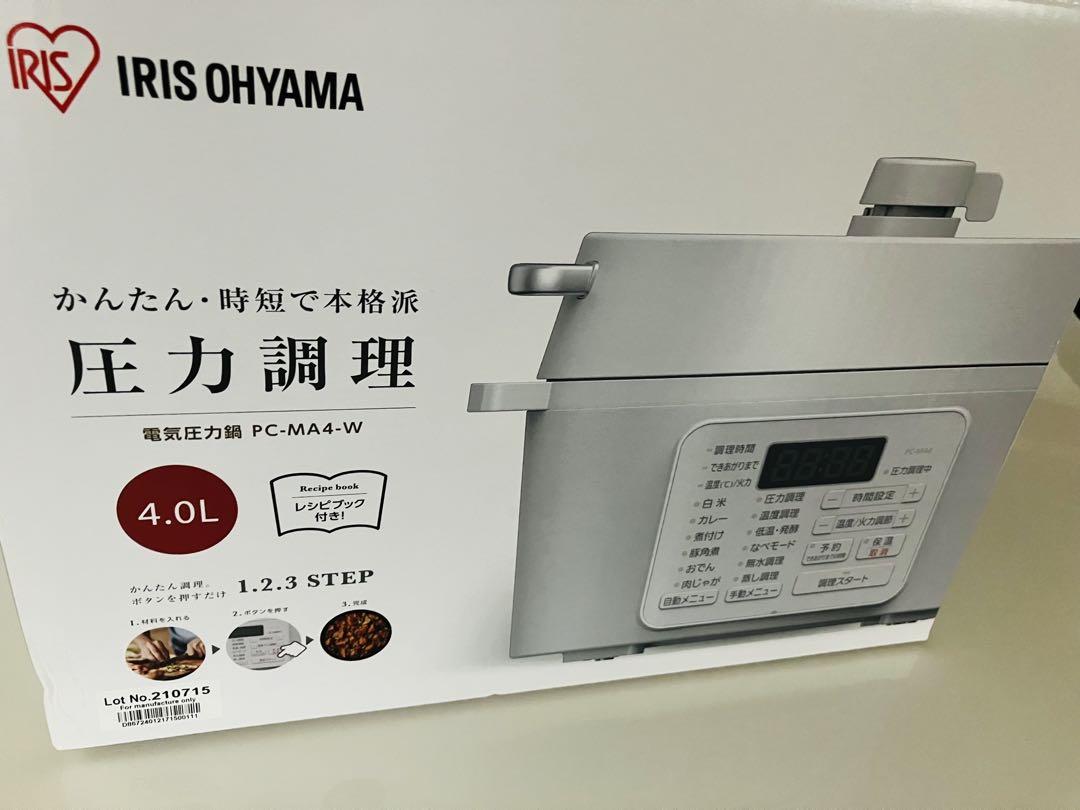 IRIS
IRIS OHYAMA
かんたん・時短で本格派
圧力調理
電気圧力鍋 PC-MA4-W
4.0L
Recipe book
レシピブック
付き!
かんたん調理。
ボタンを押すだけ
1.2.3 STEP
1.材料を入れる
2.ボタンを押す
3.完成
Lot No.210715
For manufacture only
D86724012171500111
調理時間
できあがりまで
温度(℃)/火力
88:88
PC-MA4
圧力調理中
白米
カレー
煮付け
豚角煮
おでん
肉じゃが
自動メニュー
圧力調理
温度調理
低温・発酵
なべモード
無水調理
蒸し調理
手動メニュー
− 時間設定 +
− 温度/火力調節 +
予約
保温
取消
調理スタート